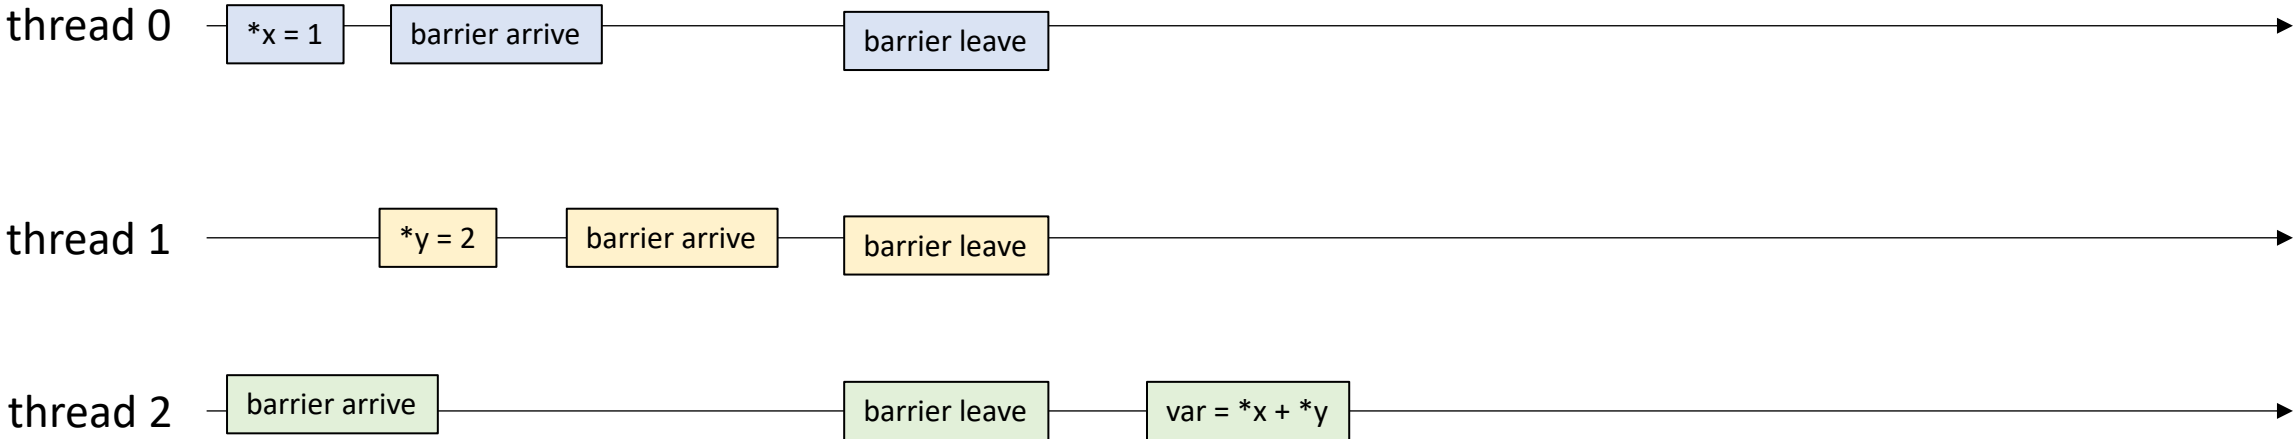 thread 0
*x = 1
barrier arrive
barrier leave
thread 1
*y = 2
barrier arrive
barrier leave
thread 2
barrier arrive
barrier leave
var = *x + *y